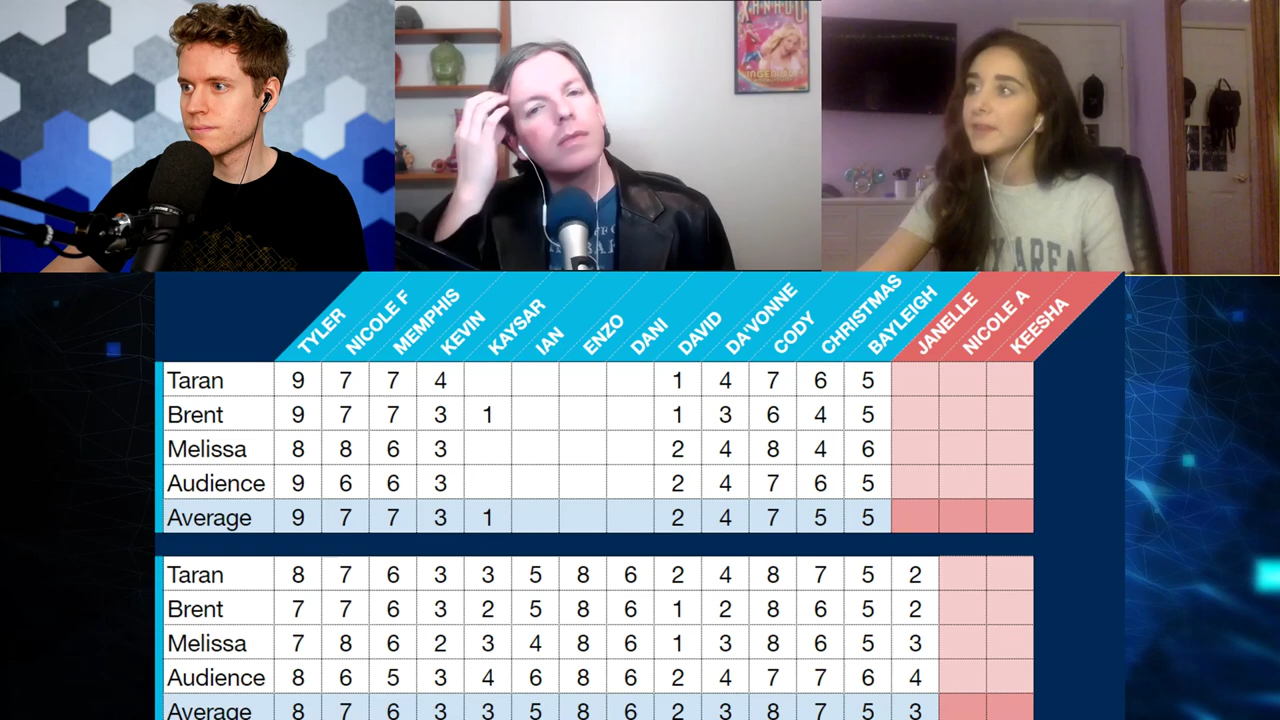 XANADU
Y AREA
TYLER NICOLE F MEMPHIS KEVIN KAYSAR IAN ENZO DANI DAVID DA'VONNE CODY CHRISTMAS BAYLEIGH JANELLE NICOLE A KEESHA
Taran 9 7 7 4 1 4 7 6 5
Brent 9 7 7 3 1 1 3 6 4 5
Melissa 8 8 6 3 2 4 8 4 6
Audience 9 6 6 3 2 4 7 6 5
Average 9 7 7 3 1 2 4 7 5 5
Taran 8 7 6 3 3 5 8 6 2 4 8 7 5 2
Brent 7 7 6 3 2 5 8 6 1 2 8 6 5 2
Melissa 7 8 6 2 3 4 8 6 1 3 8 6 5 3
Audience 8 6 5 3 4 6 8 6 2 4 7 7 6 4
Average 8 7 6 3 3 5 8 6 2 3 8 7 5 3